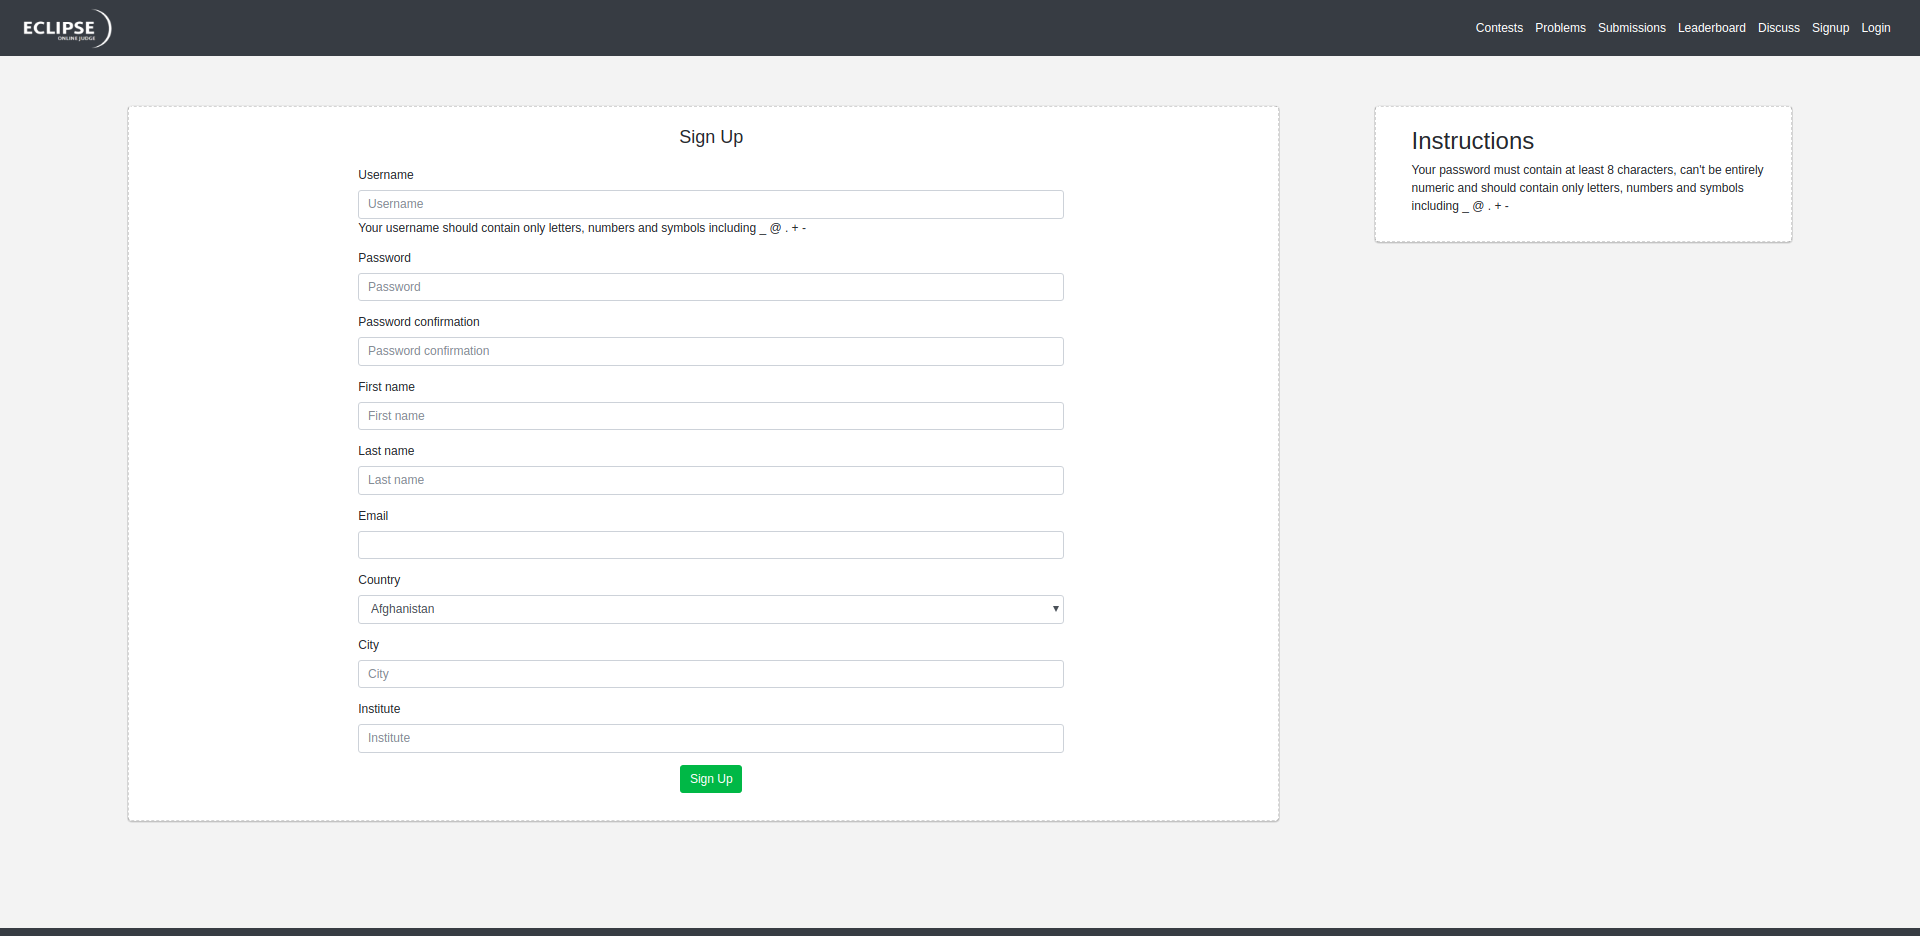 ECLIPSE
ONLINE JUDGE
Contests Problems Submissions Leaderboard Discuss Signup Login
Sign Up
Username
Username
Your username should contain only letters, numbers and symbols including _ @ . + -
Password
Password
Password confirmation
Password confirmation
First name
First name
Last name
Last name
Email
Country
Afghanistan
City
City
Institute
Institute
Sign Up
Instructions
Your password must contain at least 8 characters, can't be entirely
numeric and should contain only letters, numbers and symbols
including _ @ . + -